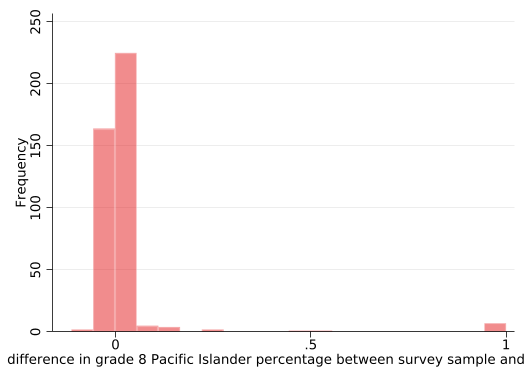 250
200
150
100
50
0
Frequency
0 .5 1
difference in grade 8 Pacific Islander percentage between survey sample and